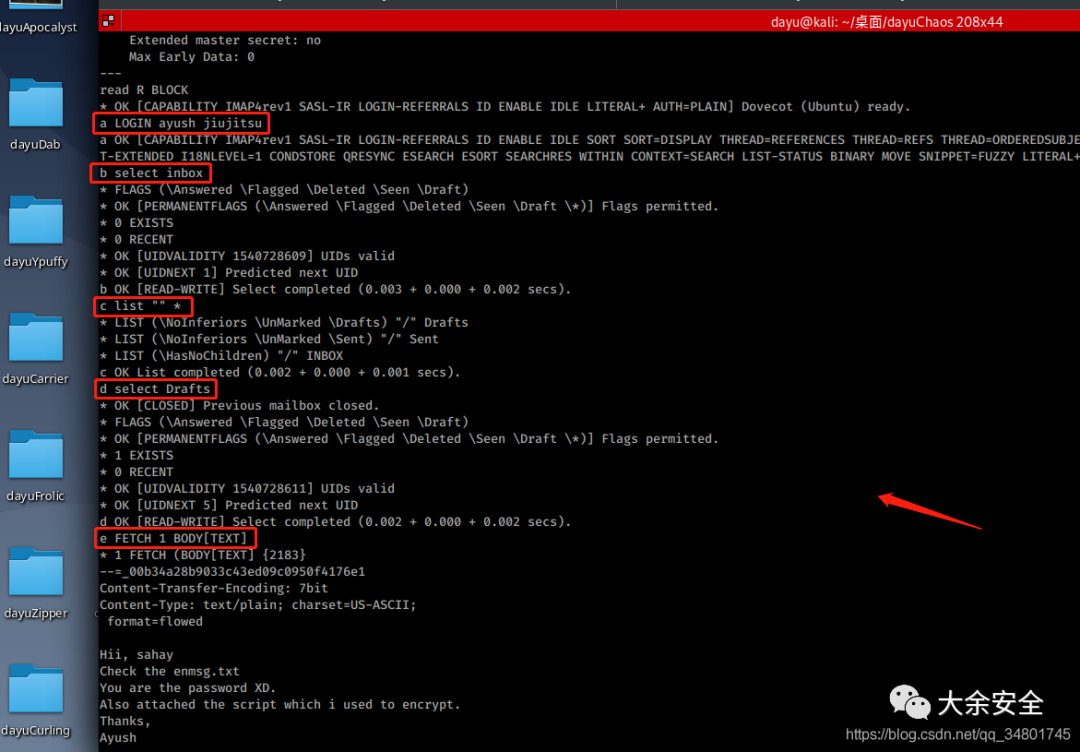 dayuApocalyst
dayuDab
dayuYpuffy
dayuCarrier
dayuFrolic
dayuZipper
dayuCurling
dayu@kali: ~/桌面/dayuChaos 208x44
Extended master secret: no
Max Early Data: 0
---
read R BLOCK
* OK [CAPABILITY IMAP4rev1 SASL-IR LOGIN-REFERRALS ID ENABLE IDLE LITERAL+ AUTH=PLAIN] Dovecot (Ubuntu) ready.
a LOGIN ayush jiujitsu
a OK [CAPABILITY IMAP4rev1 SASL-IR LOGIN-REFERRALS ID ENABLE IDLE SORT SORT=DISPLAY THREAD=REFERENCES THREAD=REFS THREAD=ORDEREDSUBJE
T-EXTENDED I18NLEVEL=1 CONDSTORE QRESYNC ESEARCH ESORT SEARCHRES WITHIN CONTEXT=SEARCH LIST-STATUS BINARY MOVE SNIPPET=FUZZY LITERAL+
b select inbox
* FLAGS (\Answered \Flagged \Deleted \Seen \Draft)
* OK [PERMANENTFLAGS (\Answered \Flagged \Deleted \Seen \Draft \*)] Flags permitted.
* 0 EXISTS
* 0 RECENT
* OK [UIDVALIDITY 1540728609] UIDs valid
* OK [UIDNEXT 1] Predicted next UID
b OK [READ-WRITE] Select completed (0.003 + 0.000 + 0.002 secs).
c list "" *
* LIST (\NoInferiors \UnMarked \Drafts) "/" Drafts
* LIST (\NoInferiors \UnMarked \Sent) "/" Sent
* LIST (\HasNoChildren) "/" INBOX
c OK List completed (0.002 + 0.000 + 0.001 secs).
d select Drafts
* OK [CLOSED] Previous mailbox closed.
* FLAGS (\Answered \Flagged \Deleted \Seen \Draft)
* OK [PERMANENTFLAGS (\Answered \Flagged \Deleted \Seen \Draft \*)] Flags permitted.
* 1 EXISTS
* 0 RECENT
* OK [UIDVALIDITY 1540728611] UIDs valid
* OK [UIDNEXT 5] Predicted next UID
d OK [READ-WRITE] Select completed (0.002 + 0.000 + 0.002 secs).
e FETCH 1 BODY[TEXT]
* 1 FETCH (BODY[TEXT] {2183}
--=_00b34a28b9033c43ed09c0950f4176e1
Content-Transfer-Encoding: 7bit
Content-Type: text/plain; charset=US-ASCII;
format=flowed
Hii, sahay
Check the enmsg.txt
You are the password XD.
Also attached the script which i used to encrypt.
Thanks,
Ayush
大余安全
https://blog.csdn.net/qq_34801745